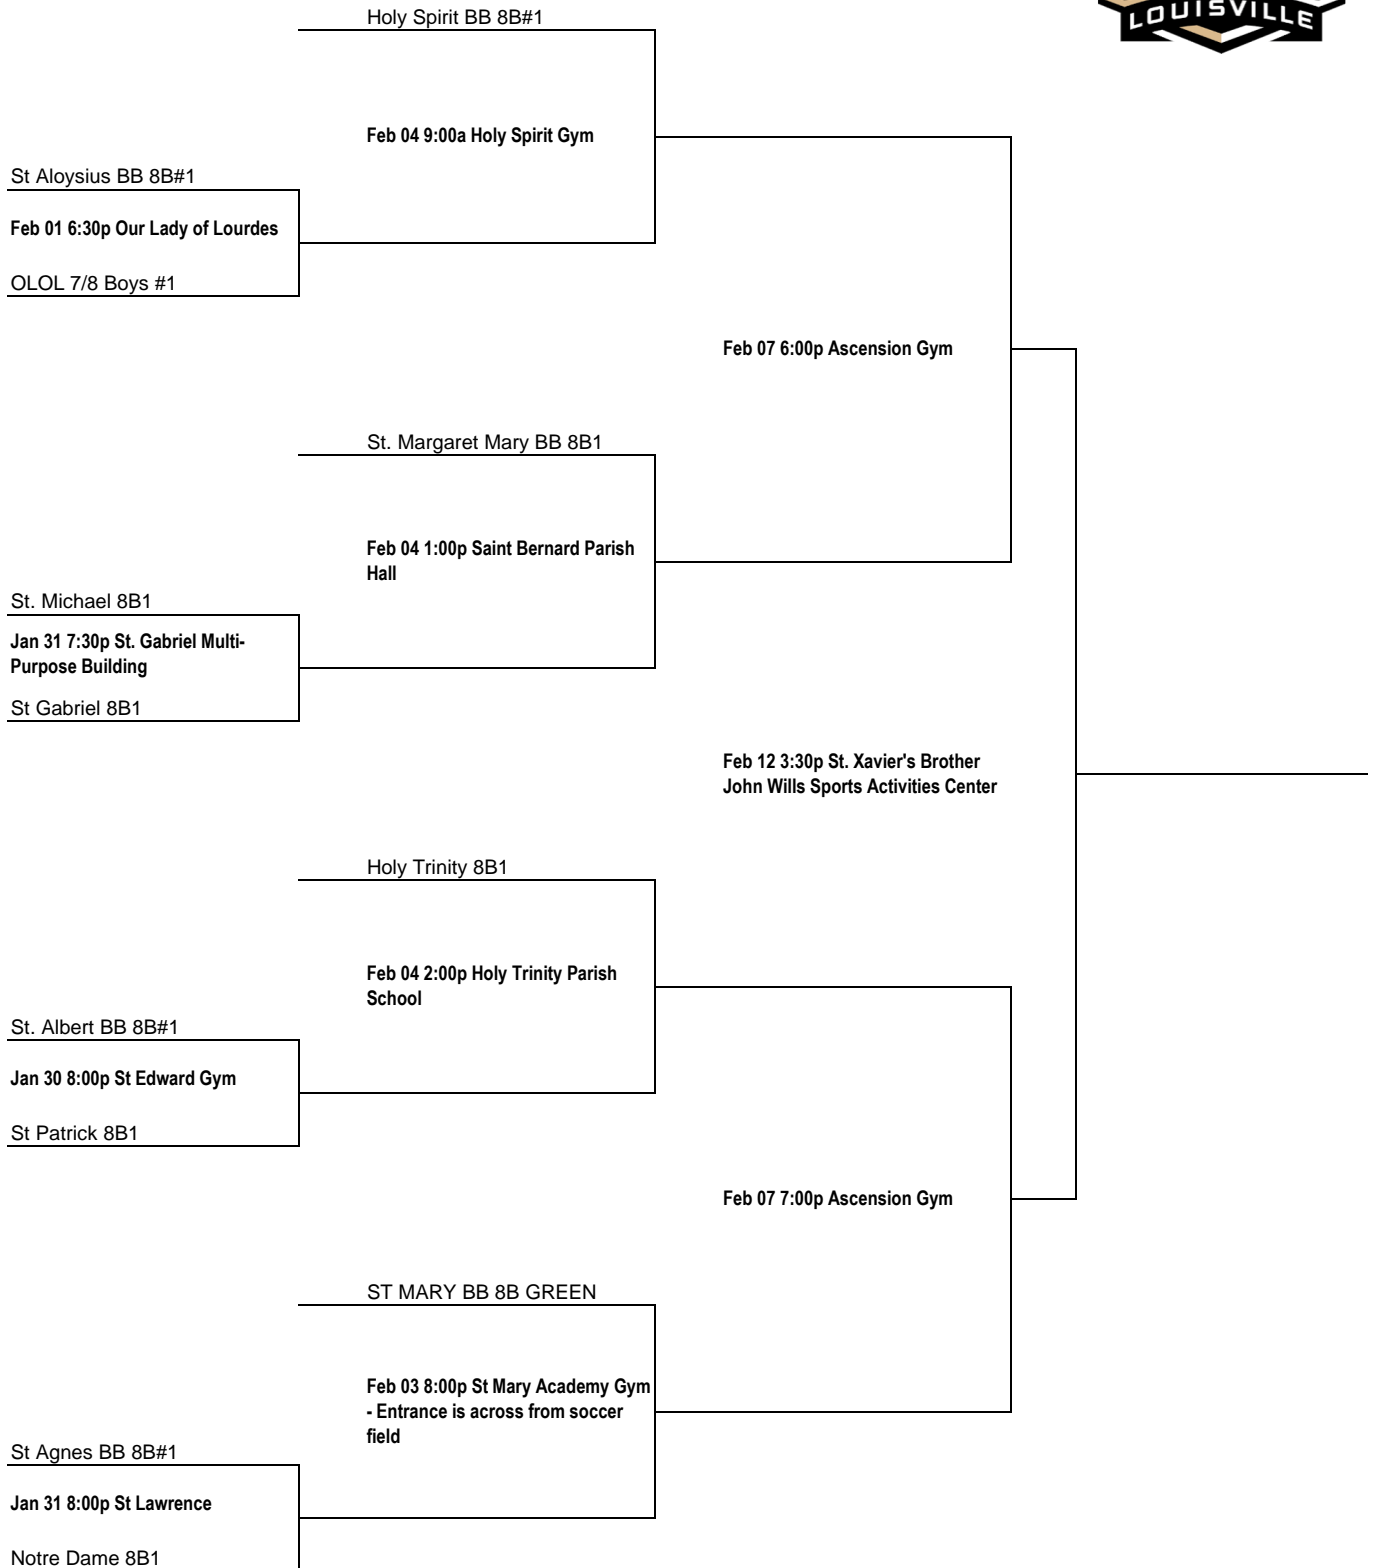 LOUISVILLE
Holy Spirit BB 8B#1
Feb 04 9:00a Holy Spirit Gym
St Aloysius BB 8B#1
Feb 01 6:30p Our Lady of Lourdes
OLOL 7/8 Boys #1
Feb 07 6:00p Ascension Gym
St. Margaret Mary BB 8B1
Feb 04 1:00p Saint Bernard Parish
Hall
St. Michael 8B1
Jan 31 7:30p St. Gabriel Multi-
Purpose Building
St Gabriel 8B1
Feb 12 3:30p St. Xavier's Brother
John Wills Sports Activities Center
Holy Trinity 8B1
Feb 04 2:00p Holy Trinity Parish
School
St. Albert BB 8B#1
Jan 30 8:00p St Edward Gym
St Patrick 8B1
Feb 07 7:00p Ascension Gym
ST MARY BB 8B GREEN
Feb 03 8:00p St Mary Academy Gym
- Entrance is across from soccer
field
St Agnes BB 8B#1
Jan 31 8:00p St Lawrence
Notre Dame 8B1